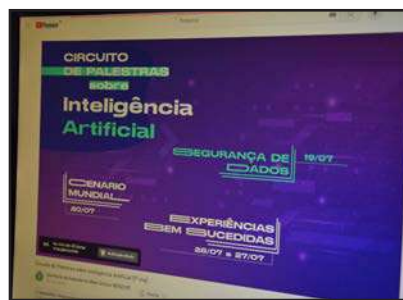 CIRCUITO
DE PALESTRAS
sobre
Inteligência
Artificial
SEGURANÇA DE
DADOS
19/07
CENARIO
MUNDIAL
20/07
EXPERIÊNCIAS
BEM SUCEDIDAS
26/07 e 27/07